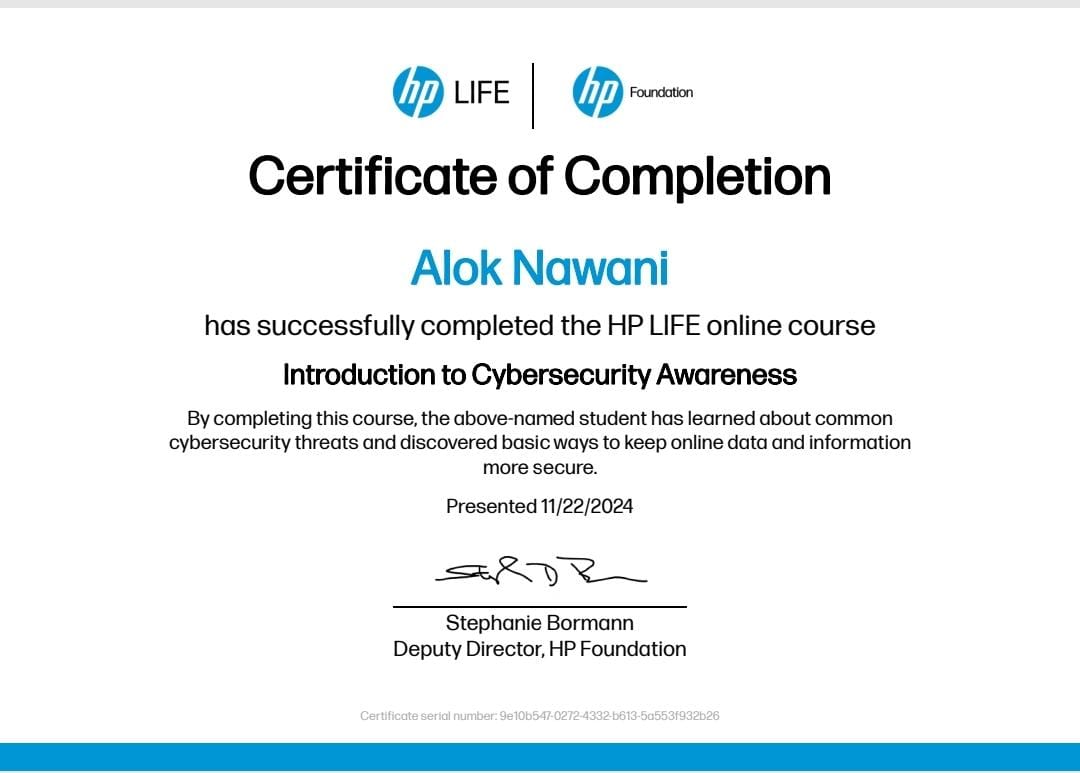 hp LIFE | hp Foundation
Certificate of Completion
Alok Nawani
has successfully completed the HP LIFE online course
Introduction to Cybersecurity Awareness
By completing this course, the above-named student has learned about common
cybersecurity threats and discovered basic ways to keep online data and information
more secure.
Presented 11/22/2024
Stephanie Bormann
Deputy Director, HP Foundation
Certificate serial number: 9e10b547-0272-4332-b613-5a553f932b26